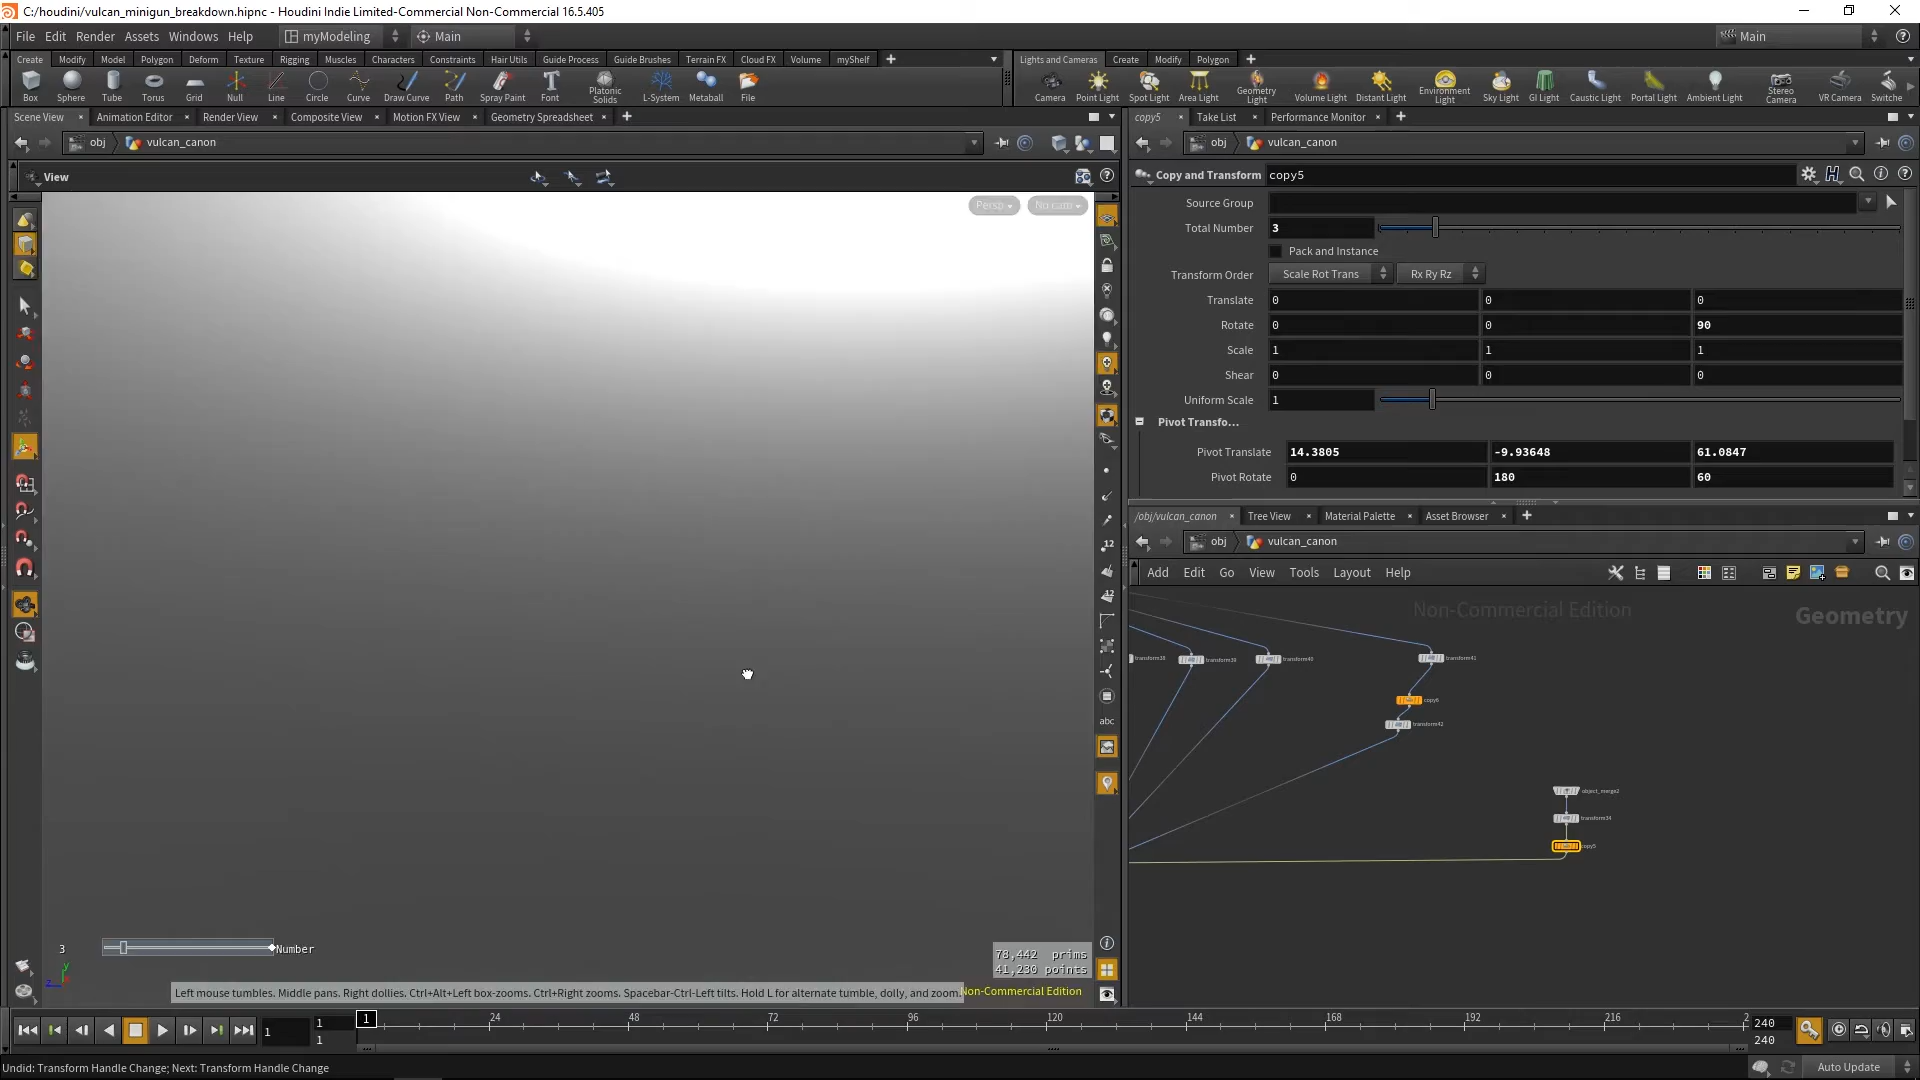 C:/houdini/vulcan_minigun_breakdown.hipnc - Houdini Indie Limited-Commercial Non-Commercial 16.5.405
File Edit Render Assets Windows Help myModeling Main Main
Create Modify Model Polygon Deform Texture Rigging Muscles Characters Constraints Hair Utils Guide Process Guide Brushes Terrain FX Cloud FX Volume myShelf
Lights and Cameras Create Modify Polygon
Box Sphere Tube Torus Grid Null Line Circle Curve Draw Curve Path Spray Paint Font Platonic Solids L-System Metaball File
Camera Point Light Spot Light Area Light Geometry Light Volume Light Distant Light Environment Light Sky Light GI Light Caustic Light Portal Light Ambient Light Stereo Camera VR Camera Switche
Scene View Animation Editor Render View Composite View Motion FX View Geometry Spreadsheet
copy5 Take List Performance Monitor
obj vulcan_canon
obj vulcan_canon
View
Persp No cam
Copy and Transform copy5
Source Group
Total Number 3
Pack and Instance
Transform Order Scale Rot Trans Rx Ry Rz
Translate 0 0 0
Rotate 0 0 90
Scale 1 1 1
Shear 0 0 0
Uniform Scale 1
Pivot Transfo...
Pivot Translate 14.3805 -9.93648 61.0847
Pivot Rotate 0 180 60
/obj/vulcan_canon Tree View Material Palette Asset Browser
obj vulcan_canon
Add Edit Go View Tools Layout Help
Non-Commercial Edition
Geometry
transform38 transform39 transform40 transform41
copy6
transform42
object_merge2
transform34
copy5
12
12
abc
3 Number
y
z
78,442 prims
41,230 points
Left mouse tumbles. Middle pans. Right dollies. Ctrl+Alt+Left box-zooms. Ctrl+Right zooms. Spacebar-Ctrl-Left tilts. Hold L for alternate tumble, dolly, and zoom.
Non-Commercial Edition
1 1 1 1 24 48 72 96 120 144 168 192 216 2 240 240
Undid: Transform Handle Change; Next: Transform Handle Change
Auto Update